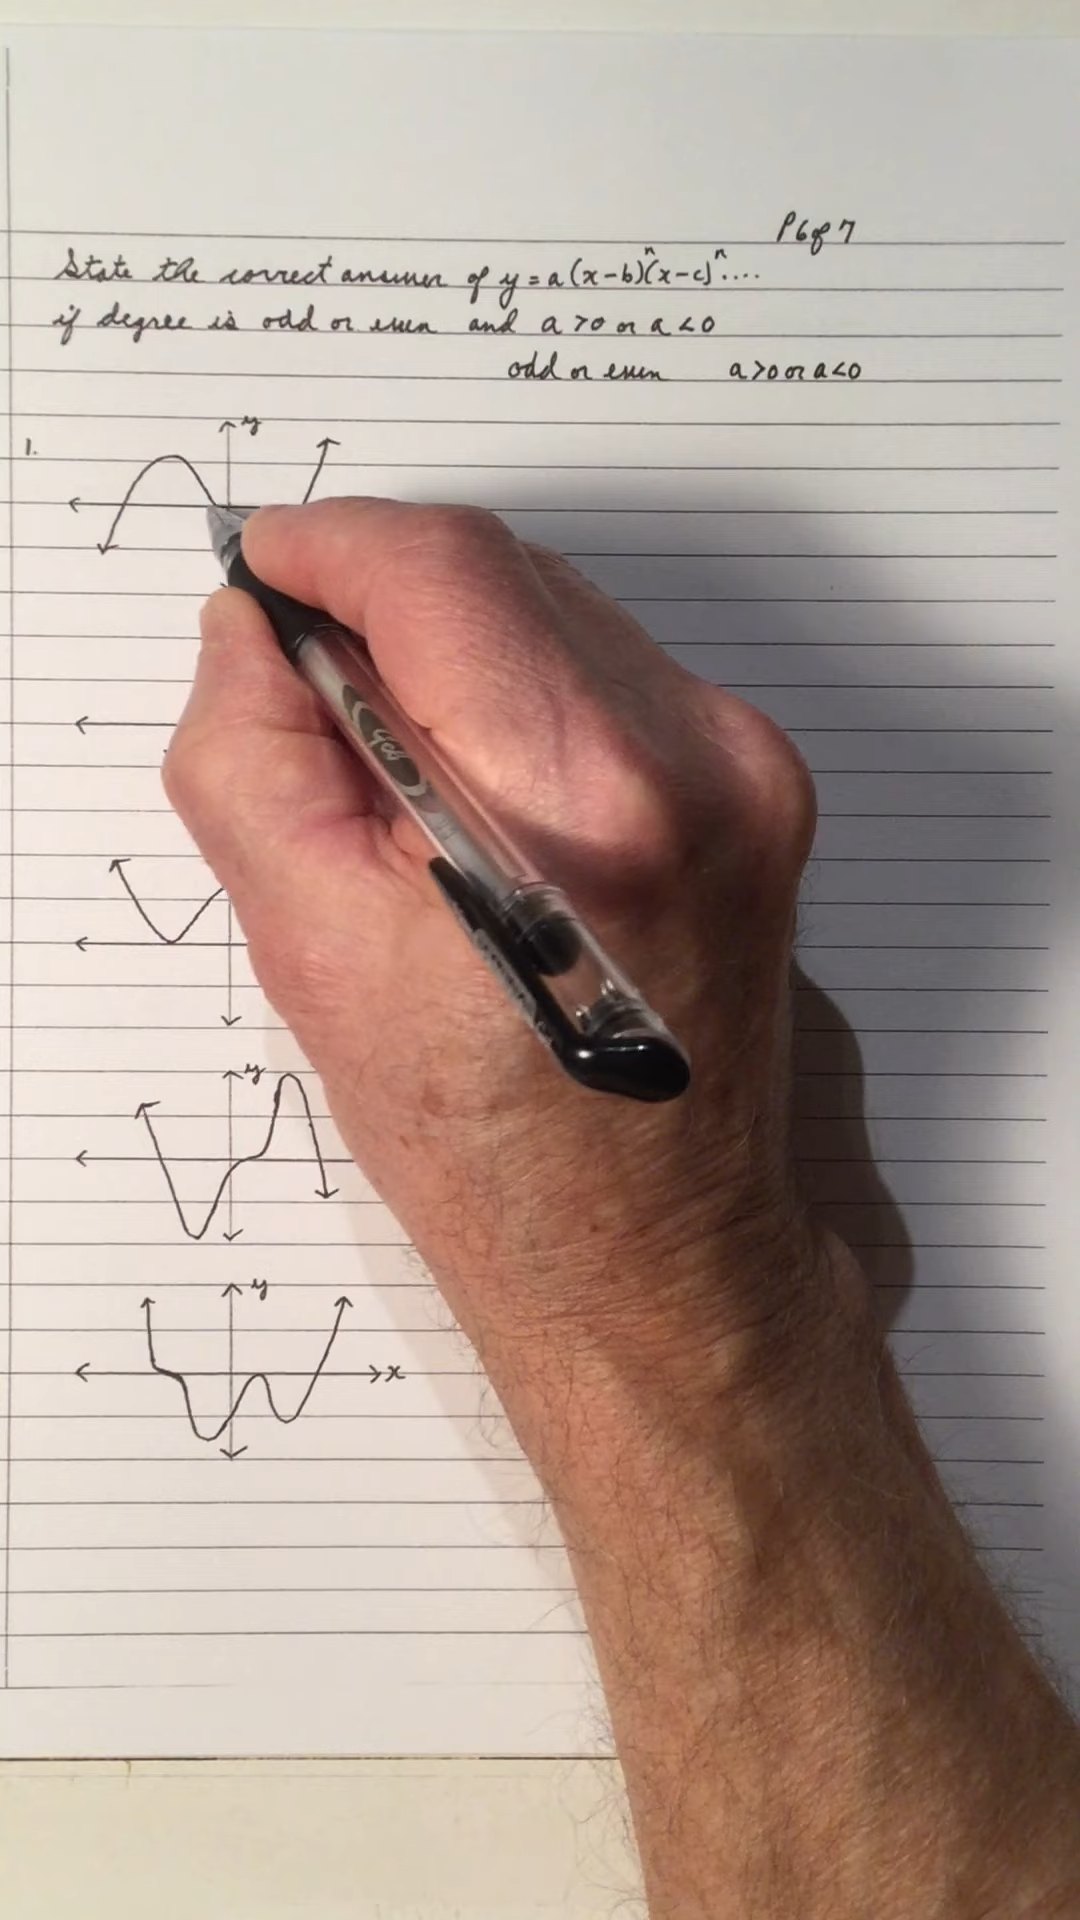 P6 of 7
State the correct answer of y = a(x-b)ⁿ(x-c)ⁿ....
if degree is odd or even and a >0 or a <0
odd or even a >0 or a <0
y
1.
y
y
x